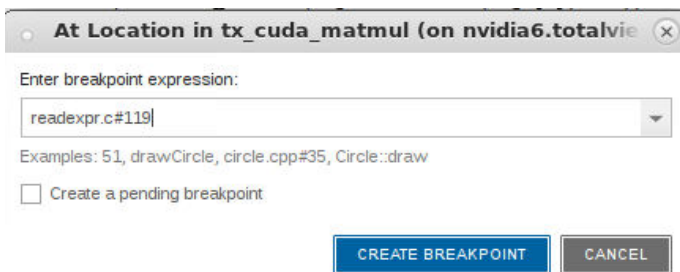 At Location in tx_cuda_matmul (on nvidia6.totalvie
Enter breakpoint expression:
readexpr.c#119
Examples: 51, drawCircle, circle.cpp#35, Circle::draw
Create a pending breakpoint
CREATE BREAKPOINT CANCEL